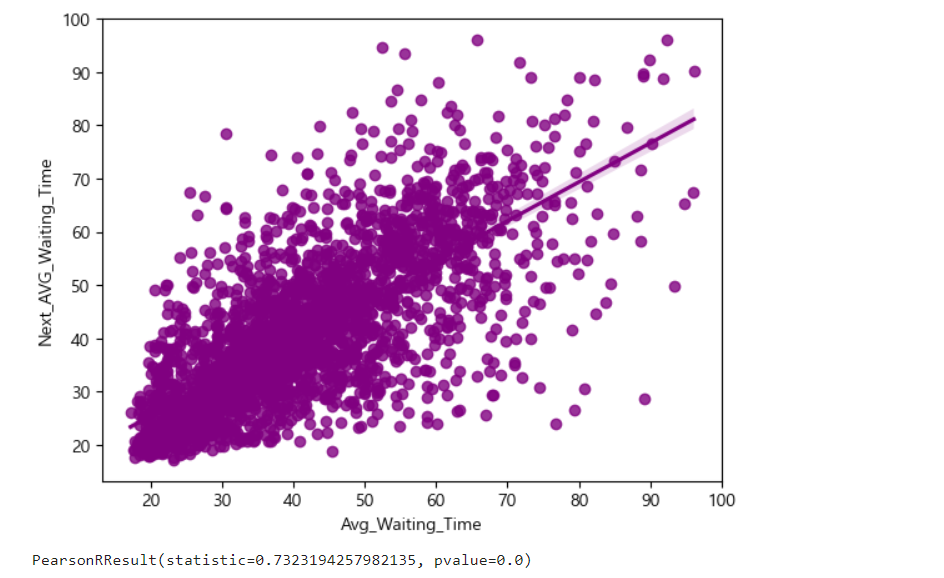 100
90
80
70
60
50
40
30
20
Next_AVG_Waiting_Time
20 30 40 50 60 70 80 90 100
Avg_Waiting_Time
PearsonRResult(statistic=0.7323194257982135, pvalue=0.0)